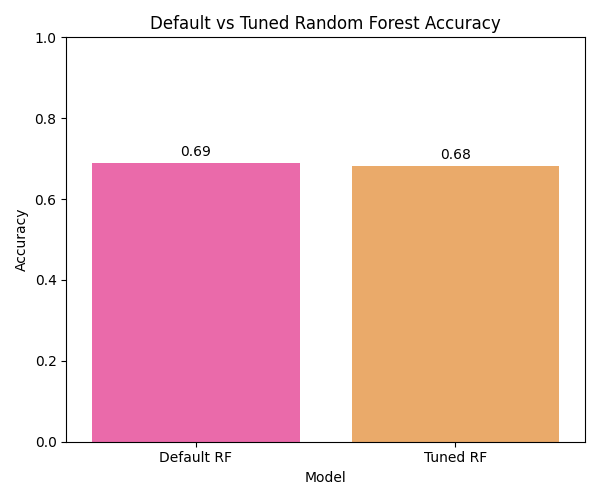 Default vs Tuned Random Forest Accuracy
1.0
0.8
0.6
0.4
0.2
0.0
Accuracy
0.69
0.68
Default RF
Tuned RF
Model